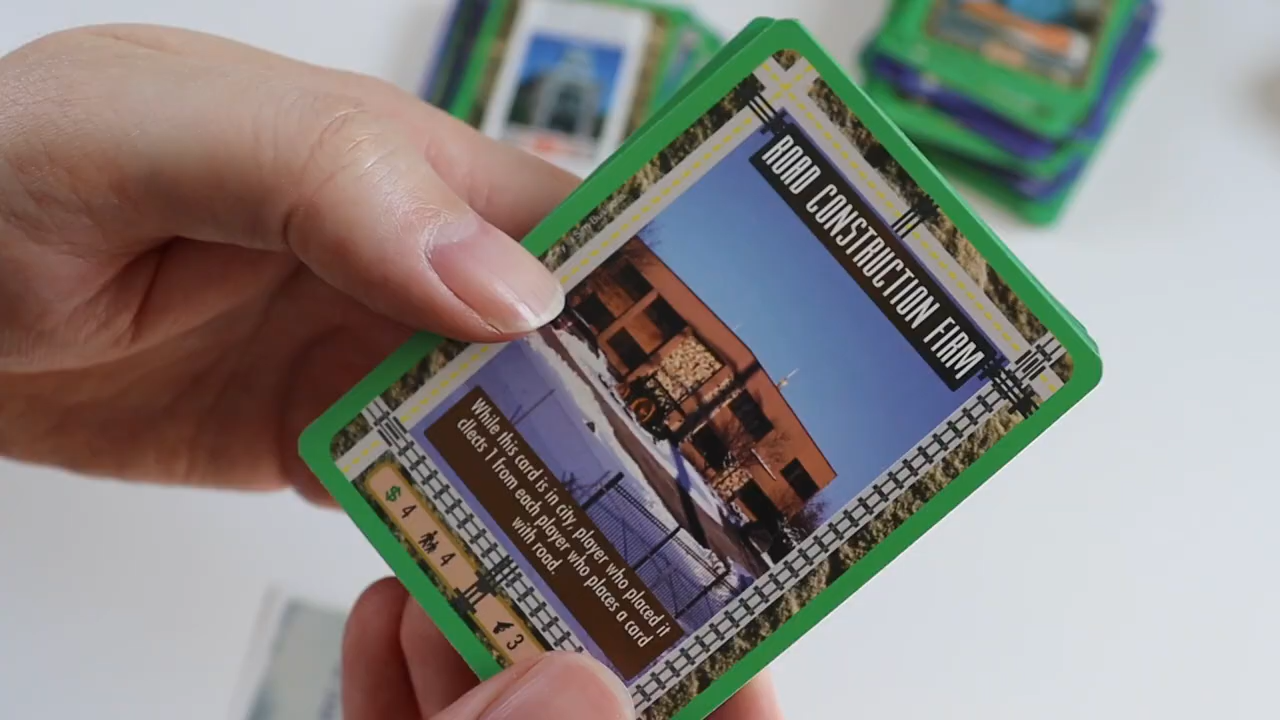 ROAD CONSTRUCTION FIRM
While this card is in city, player who placed it
cllects 1 from each player who places a card
with road.
$ 4 4
3